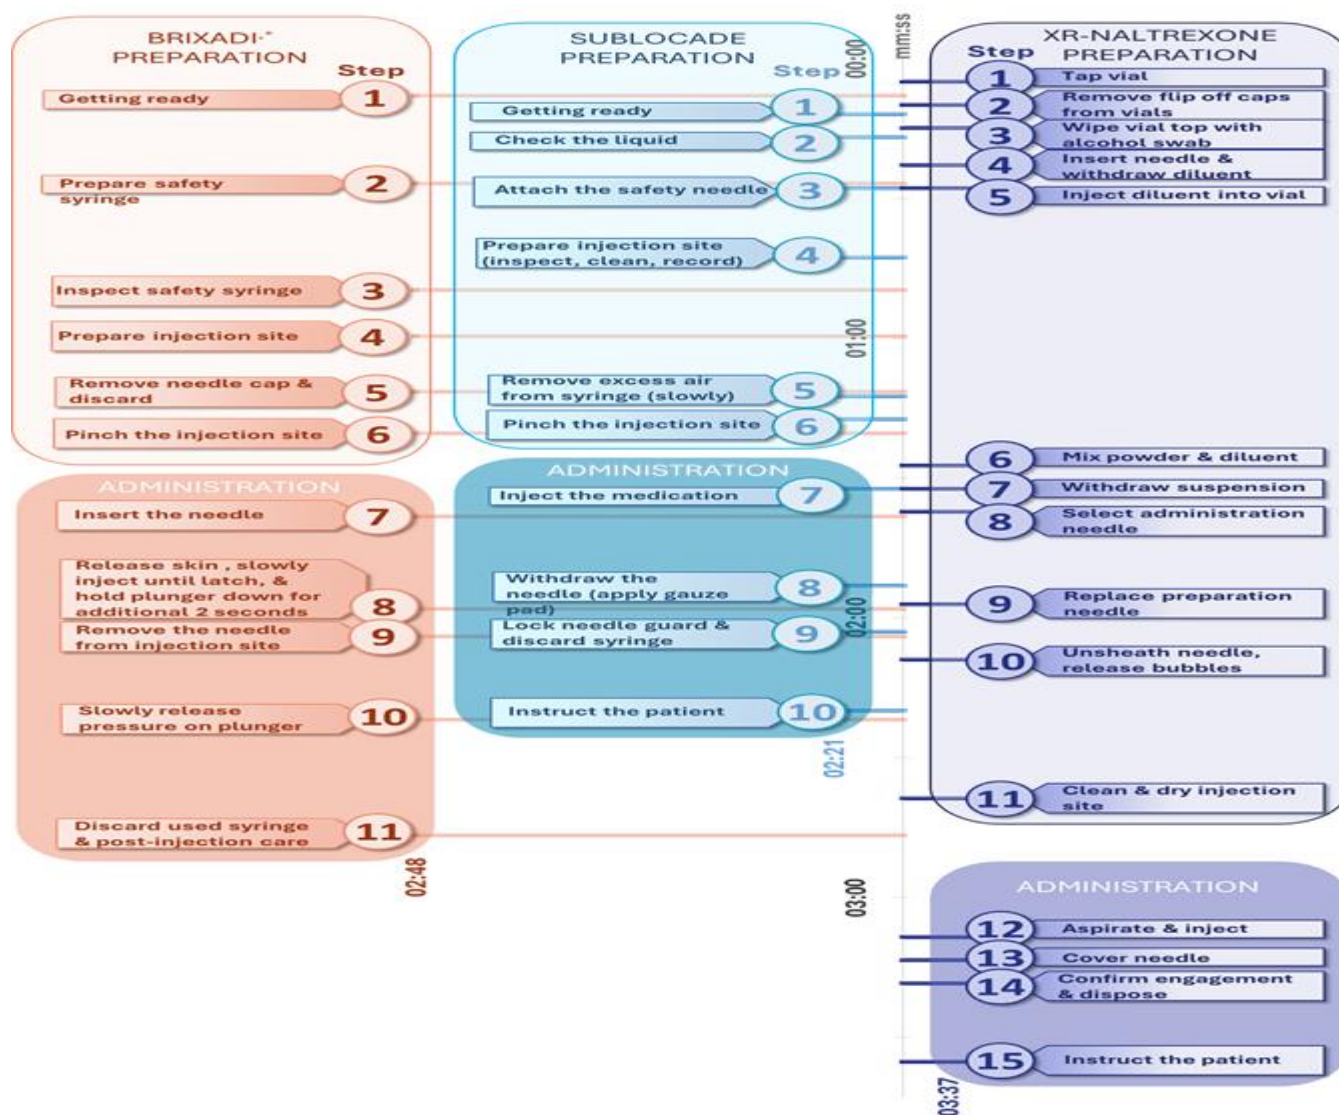 BRIXADI·*
PREPARATION
Step
Getting ready
1
Prepare safety
syringe
2
Inspect safety syringe
3
Prepare injection site
4
Remove needle cap &
discard
5
Pinch the injection site
6
ADMINISTRATION
Insert the needle
7
Release skin , slowly
inject until latch, &
hold plunger down for
additional 2 seconds
8
Remove the needle
from injection site
9
Slowly release
pressure on plunger
10
Discard used syringe
& post-injection care
11
02:48
SUBLOCADE
PREPARATION
Step
Getting ready
1
Check the liquid
2
Attach the safety needle
3
Prepare injection site
(inspect, clean, record)
4
Remove excess air
from syringe (slowly)
5
Pinch the injection site
6
ADMINISTRATION
Inject the medication
7
Withdraw the
needle (apply gauze
pad)
8
Lock needle guard &
discard syringe
9
Instruct the patient
10
02:21
mm:ss
00:00
01:00
02:00
03:00
XR-NALTREXONE
PREPARATION
Step
1
Tap vial
2
Remove flip off caps
from vials
3
Wipe vial top with
alcohol swab
4
Insert needle &
withdraw diluent
5
Inject diluent into vial
6
Mix powder & diluent
7
Withdraw suspension
8
Select administration
needle
9
Replace preparation
needle
10
Unsheath needle,
release bubbles
11
Clean & dry injection
site
ADMINISTRATION
12
Aspirate & inject
13
Cover needle
14
Confirm engagement
& dispose
15
Instruct the patient
03:37